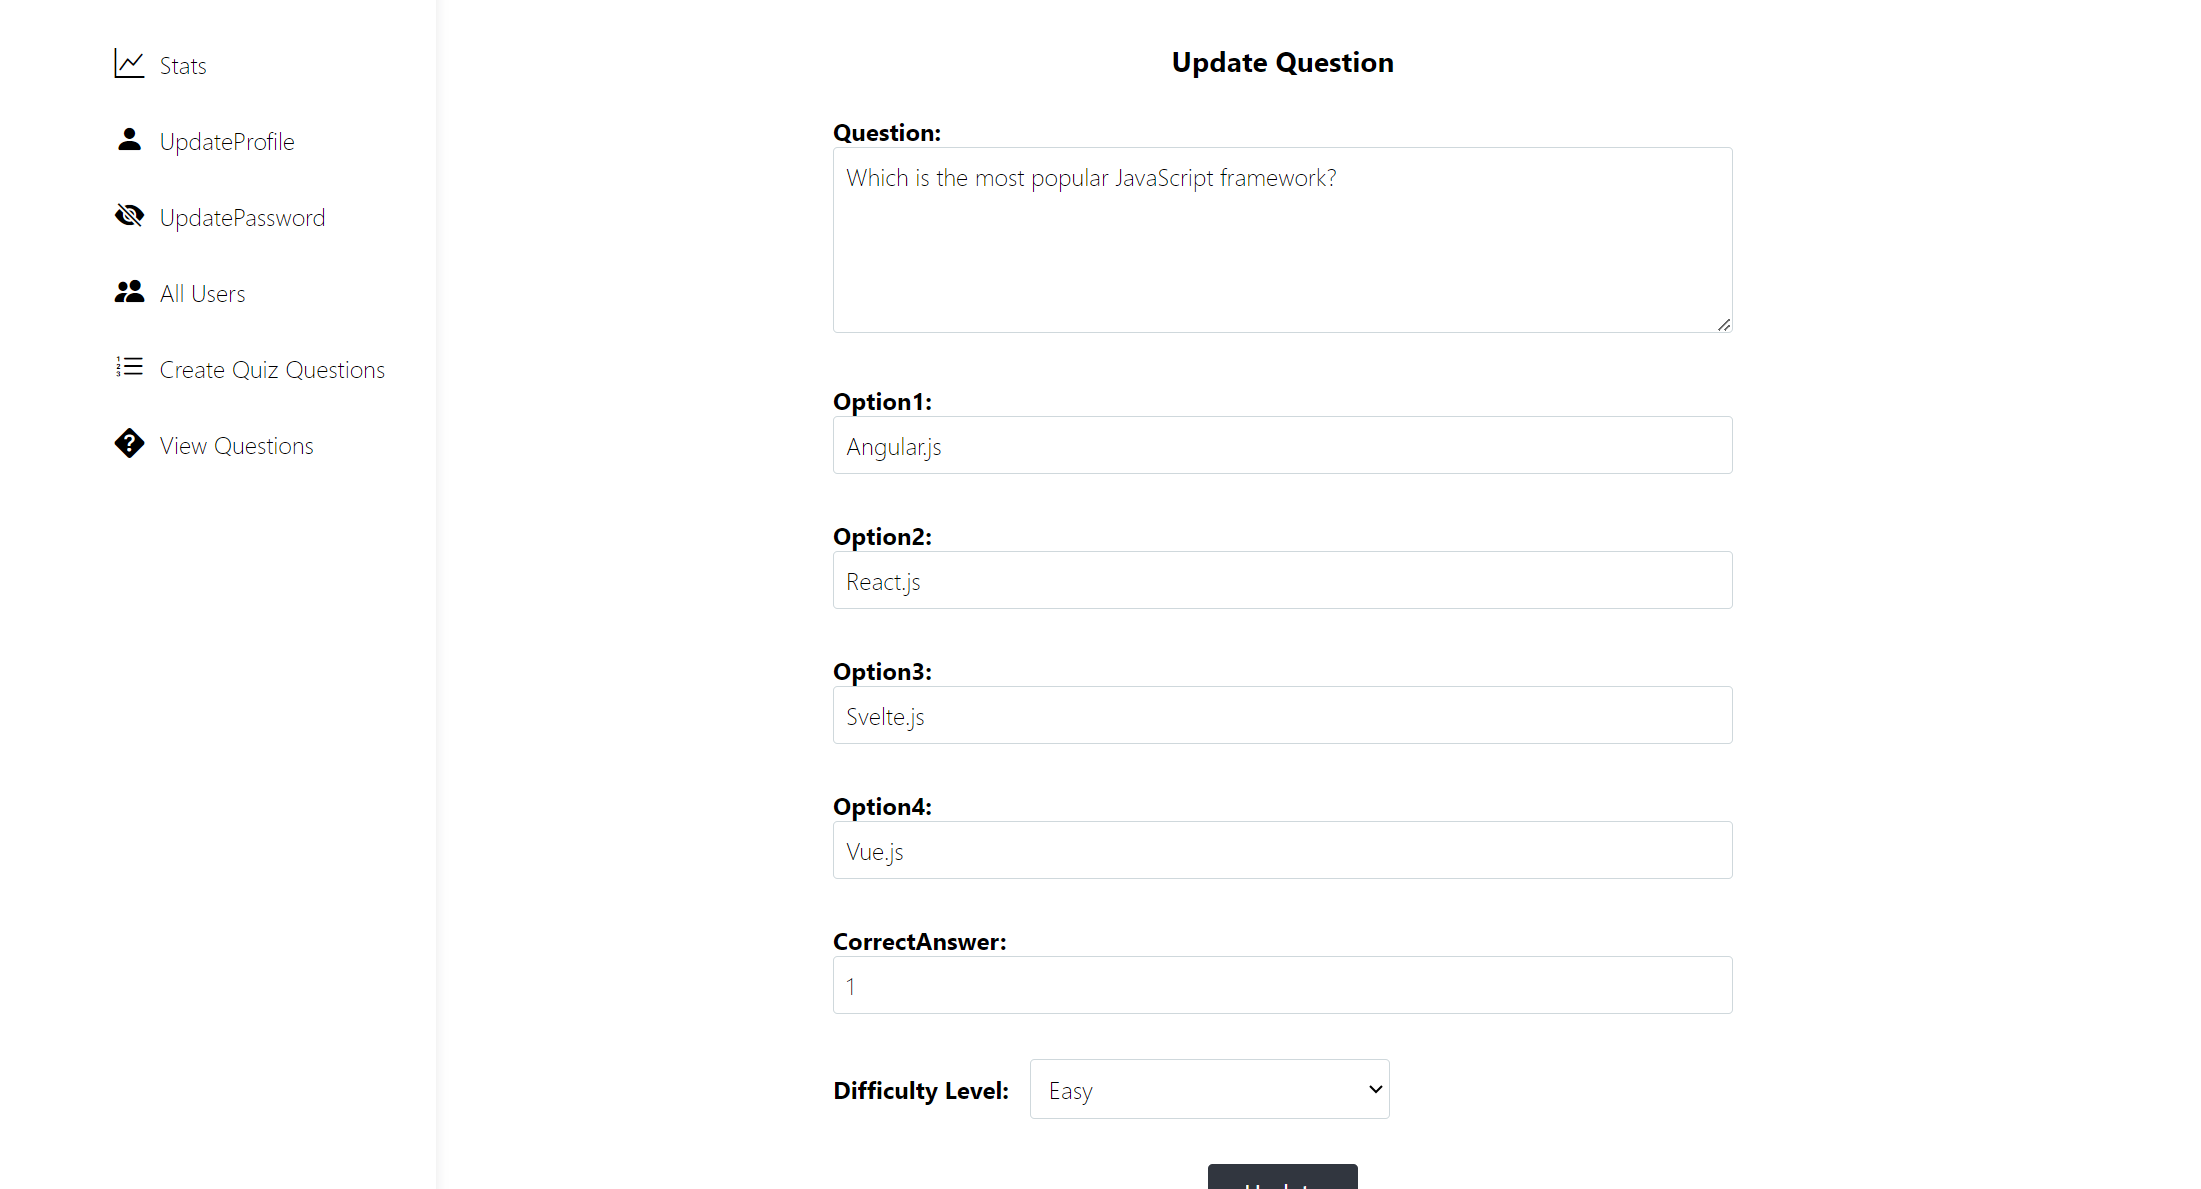 Stats
UpdateProfile
UpdatePassword
All Users
Create Quiz Questions
View Questions
Update Question
Question:
Which is the most popular JavaScript framework?
Option1:
Angular.js
Option2:
React.js
Option3:
Svelte.js
Option4:
Vue.js
CorrectAnswer:
1
Difficulty Level:
Easy
Update